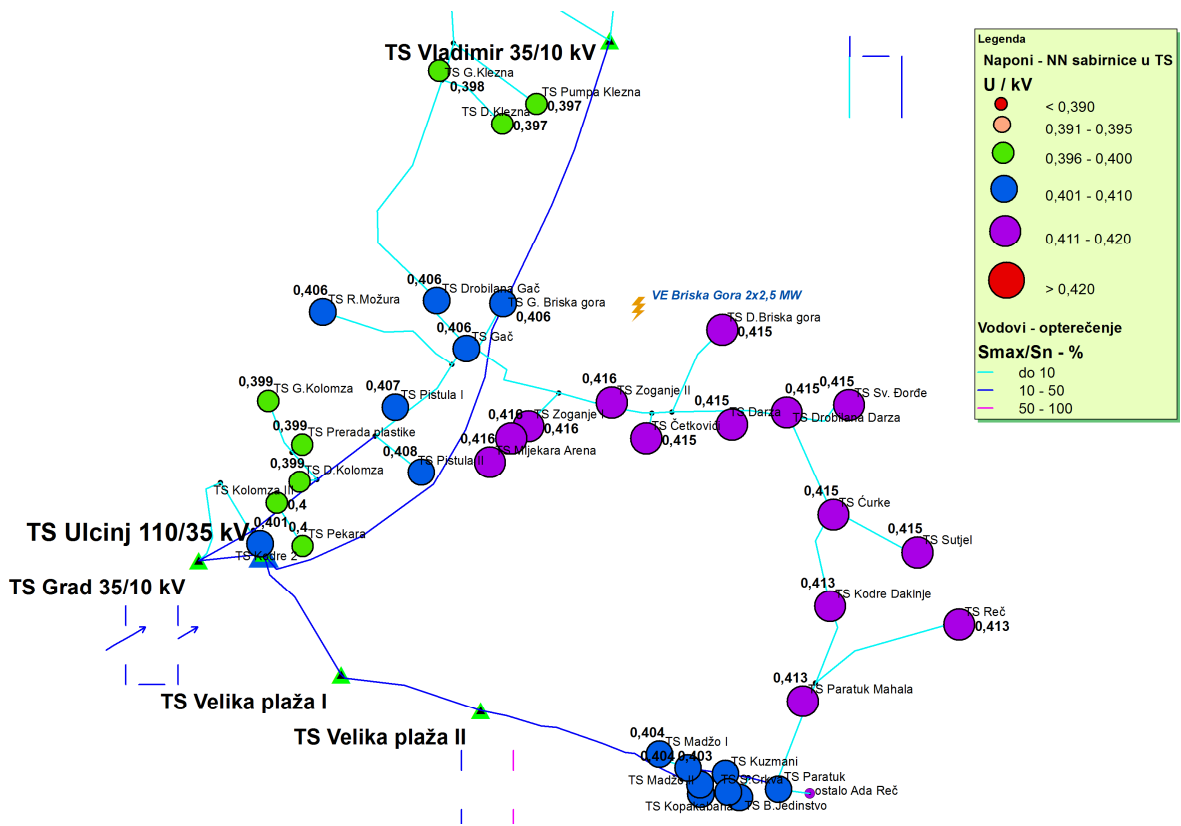 TS Vladimir 35/10 kV
TS G.Klezna
0,398
TS Pumpa Klezna
0,397
TS D.Klezna
0,397
Legenda
Naponi - NN sabirnice u TS
U / kV
< 0,390
0,391 - 0,395
0,396 - 0,400
0,401 - 0,410
0,411 - 0,420
> 0,420
Vodovi - opterečenje
Smax/Sn - %
do 10
10 - 50
50 - 100
0,406
TS R.Možura
0,406
TS Drobilana Gač
TS G. Briska gora
0,406
VE Briska Gora 2x2,5 MW
TS D.Briska gora
0,415
0,406
TS Gač
0,399
TS G.Kolomza
0,407
TS Pistula I
0,416
TS Zoganje II
0,415
TS Darza
0,415
0,415
TS Sv. Đorđe
TS Drobilana Darza
0,416
TS Zoganje I
0,416
TS Četkovići
0,415
0,399
TS Prerada plastike
0,416
TS Mljekara Arena
0,408
TS Pistula II
0,399
TS D.Kolomza
TS Kolomza III
0,4
0,415
TS Ćurke
0,415
TS Sutjel
TS Ulcinj 110/35 kV
0,401
0,4
TS Pekara
TS Kodre 2
TS Grad 35/10 kV
0,413
TS Kodre Dakinje
TS Reč
0,413
0,413
TS Paratuk Mahala
TS Velika plaža I
TS Velika plaža II
0,404
TS Madžo I
0,404
0,403
TS Kuzmani
TS Madžo II
TS S.Crkva
TS Paratuk
ostalo Ada Reč
TS Kopakabana
TS B.Jedinstvo